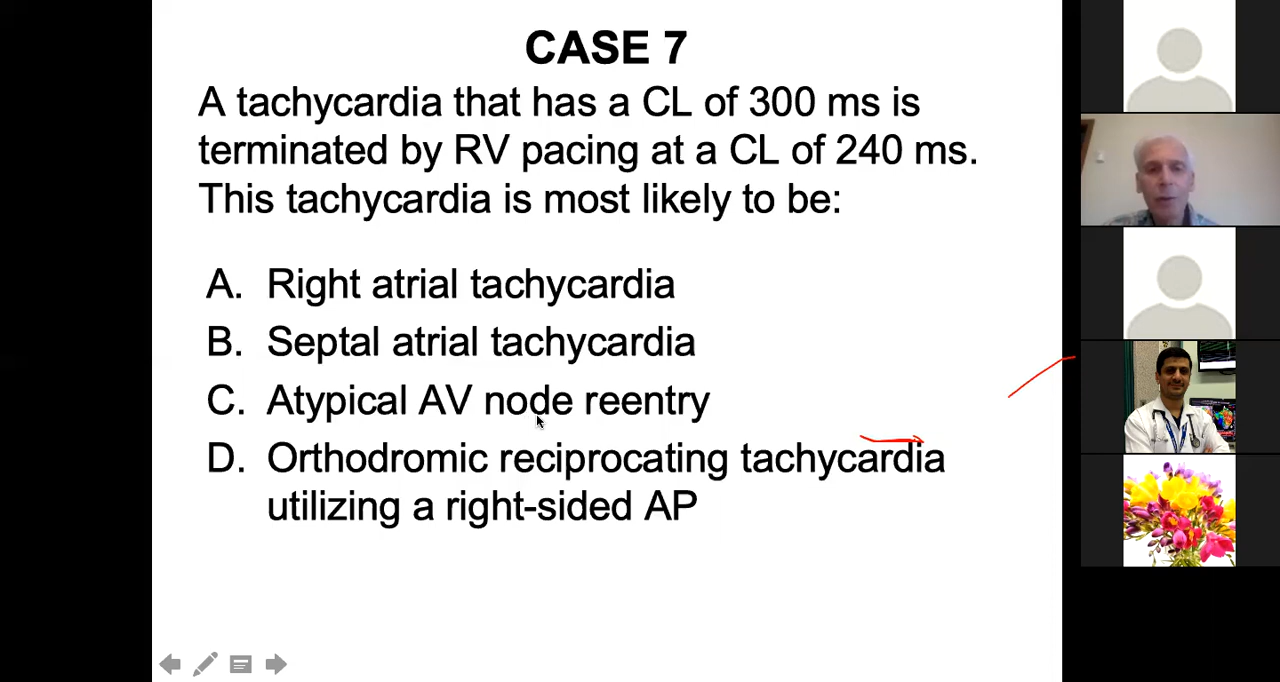 CASE 7
A tachycardia that has a CL of 300 ms is
terminated by RV pacing at a CL of 240 ms.
This tachycardia is most likely to be:
A. Right atrial tachycardia
B. Septal atrial tachycardia
C. Atypical AV node reentry
D. Orthodromic reciprocating tachycardia
utilizing a right-sided AP